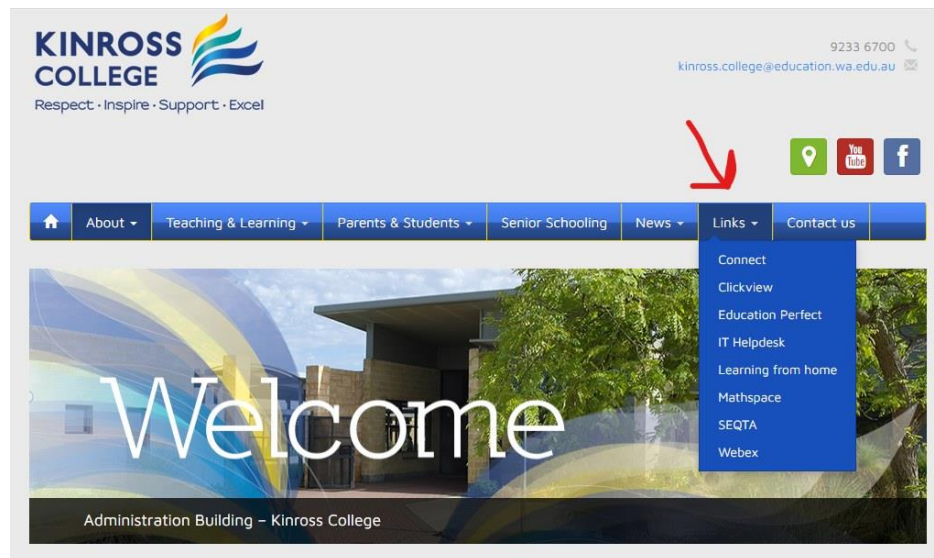 KINROSS
COLLEGE
Respect · Inspire · Support · Excel
9233 6700
kinross.college@education.wa.edu.au
You
Tube
f
About
Teaching & Learning
Parents & Students
Senior Schooling
News
Links
Contact us
Connect
Clickview
Education Perfect
IT Helpdesk
Learning from home
Mathspace
SEQTA
Webex
Welcome
Administration Building – Kinross College